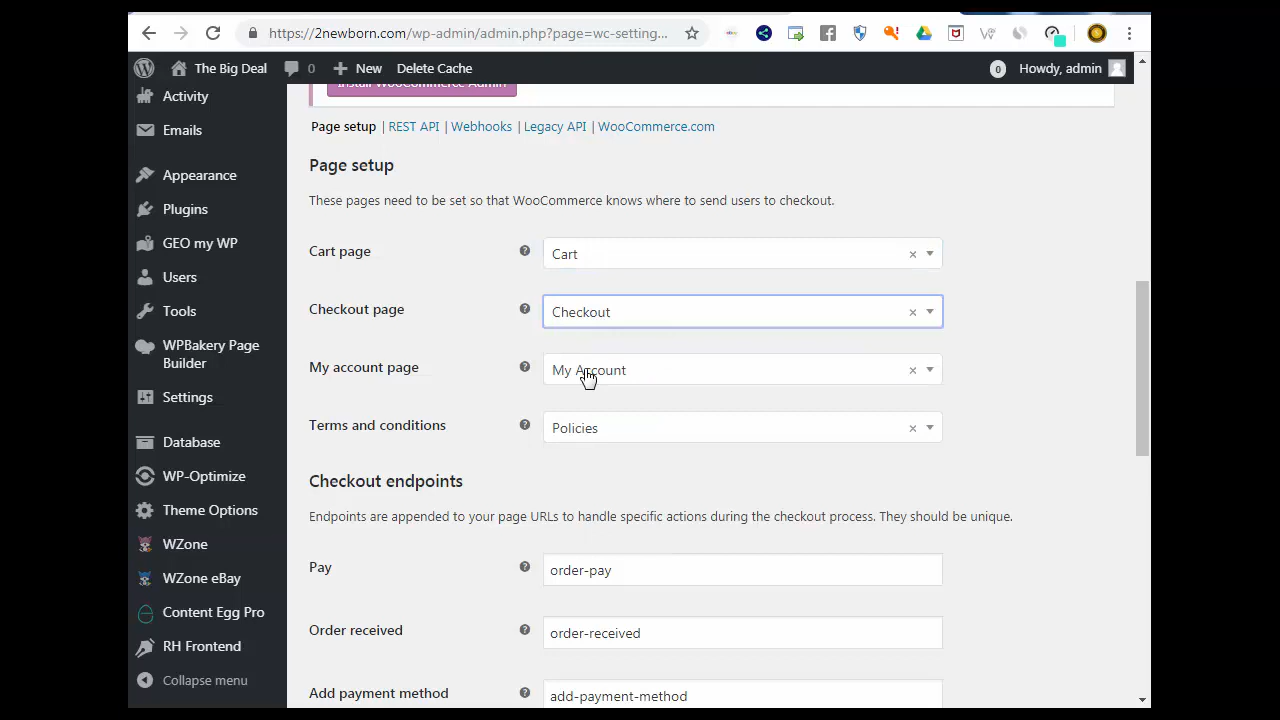 https://2newborn.com/wp-admin/admin.php?page=wc-setting...
The Big Deal
0
New
Delete Cache
0
Howdy, admin
Activity
Emails
Appearance
Plugins
GEO my WP
Users
Tools
WPBakery Page
Builder
Settings
Database
WP-Optimize
Theme Options
WZone
WZone eBay
Content Egg Pro
RH Frontend
Collapse menu
Install WooCommerce Admin
Page setup | REST API | Webhooks | Legacy API | WooCommerce.com
Page setup
These pages need to be set so that WooCommerce knows where to send users to checkout.
Cart page
Cart
Checkout page
Checkout
My account page
My Account
Terms and conditions
Policies
Checkout endpoints
Endpoints are appended to your page URLs to handle specific actions during the checkout process. They should be unique.
Pay
order-pay
Order received
order-received
Add payment method
add-payment-method